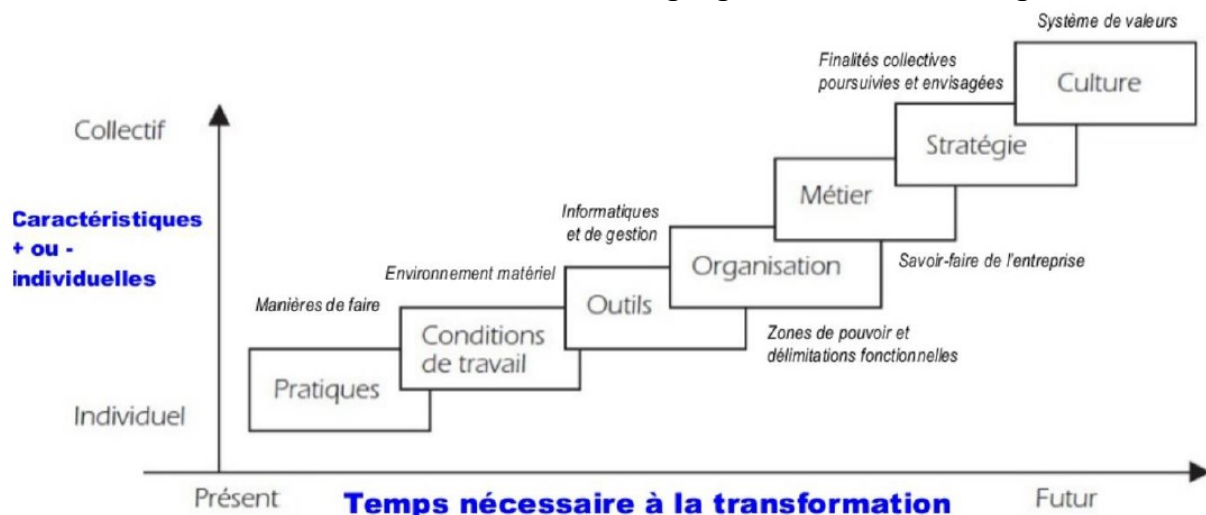 Système de valeurs
Culture
Finalités collectives
poursuivies et envisagées
Stratégie
Collectif
Métier
Caractéristiques
+ ou -
individuelles
Informatiques
et de gestion
Savoir-faire de l'entreprise
Organisation
Environnement matériel
Outils
Zones de pouvoir et
délimitations fonctionnelles
Manières de faire
Conditions
de travail
Pratiques
Individuel
Présent
Temps nécessaire à la transformation
Futur